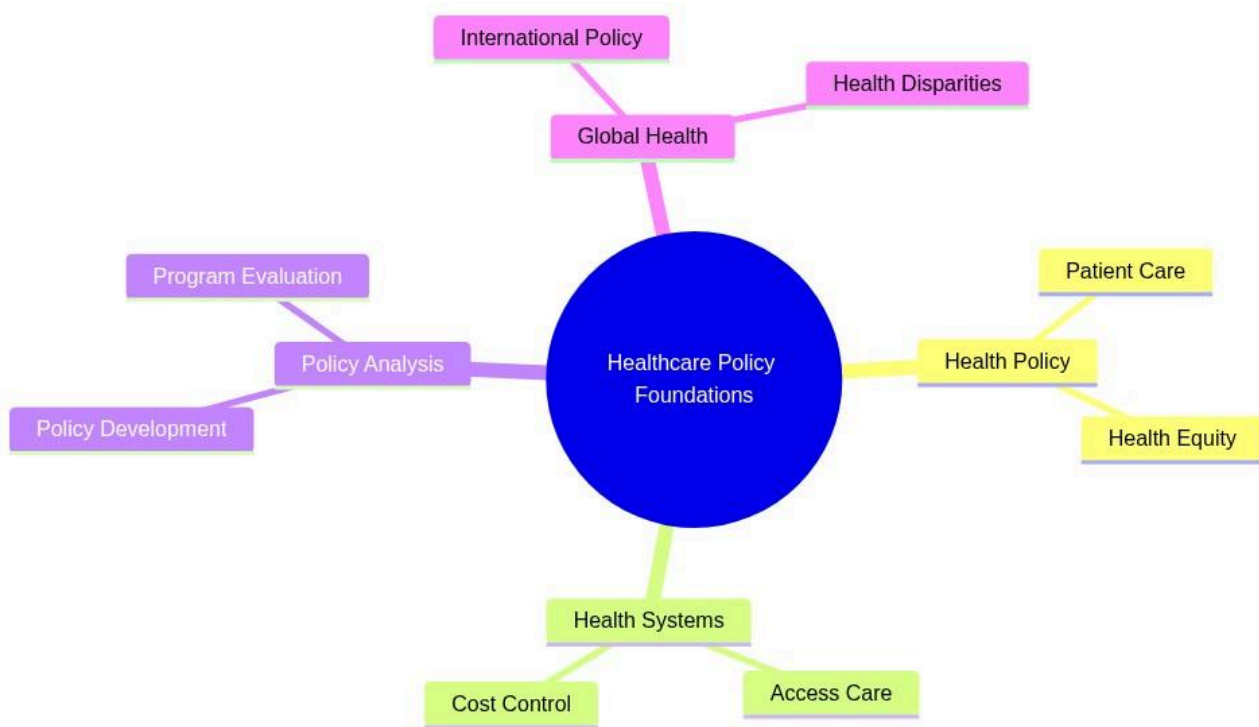 International Policy
Health Disparities
Global Health
Program Evaluation
Policy Analysis
Policy Development
Healthcare Policy
Foundations
Patient Care
Health Policy
Health Equity
Health Systems
Cost Control
Access Care